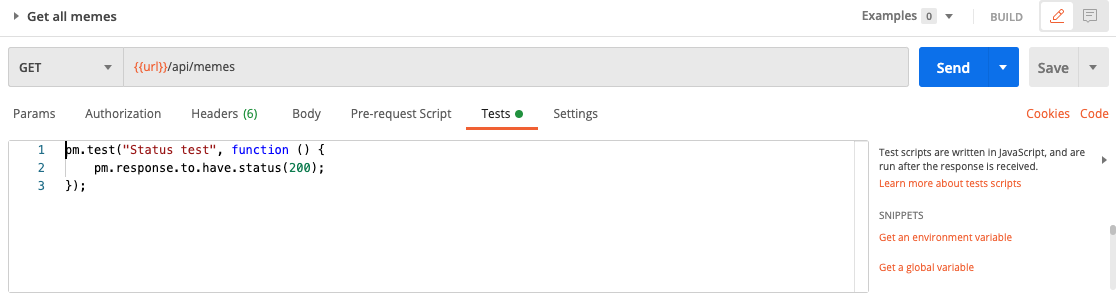 Get all memes
Examples 0 BUILD
GET {{url}}/api/memes Send Save
Params Authorization Headers (6) Body Pre-request Script Tests Settings Cookies Code
1 pm.test("Status test", function () {
2 pm.response.to.have.status(200);
3 });
Test scripts are written in JavaScript, and are
run after the response is received.
Learn more about tests scripts
SNIPPETS
Get an environment variable
Get a global variable